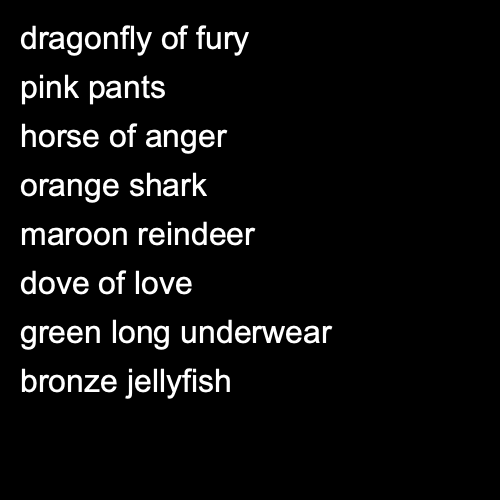 dragonfly of fury
pink pants
horse of anger
orange shark
maroon reindeer
dove of love
green long underwear
bronze jellyfish